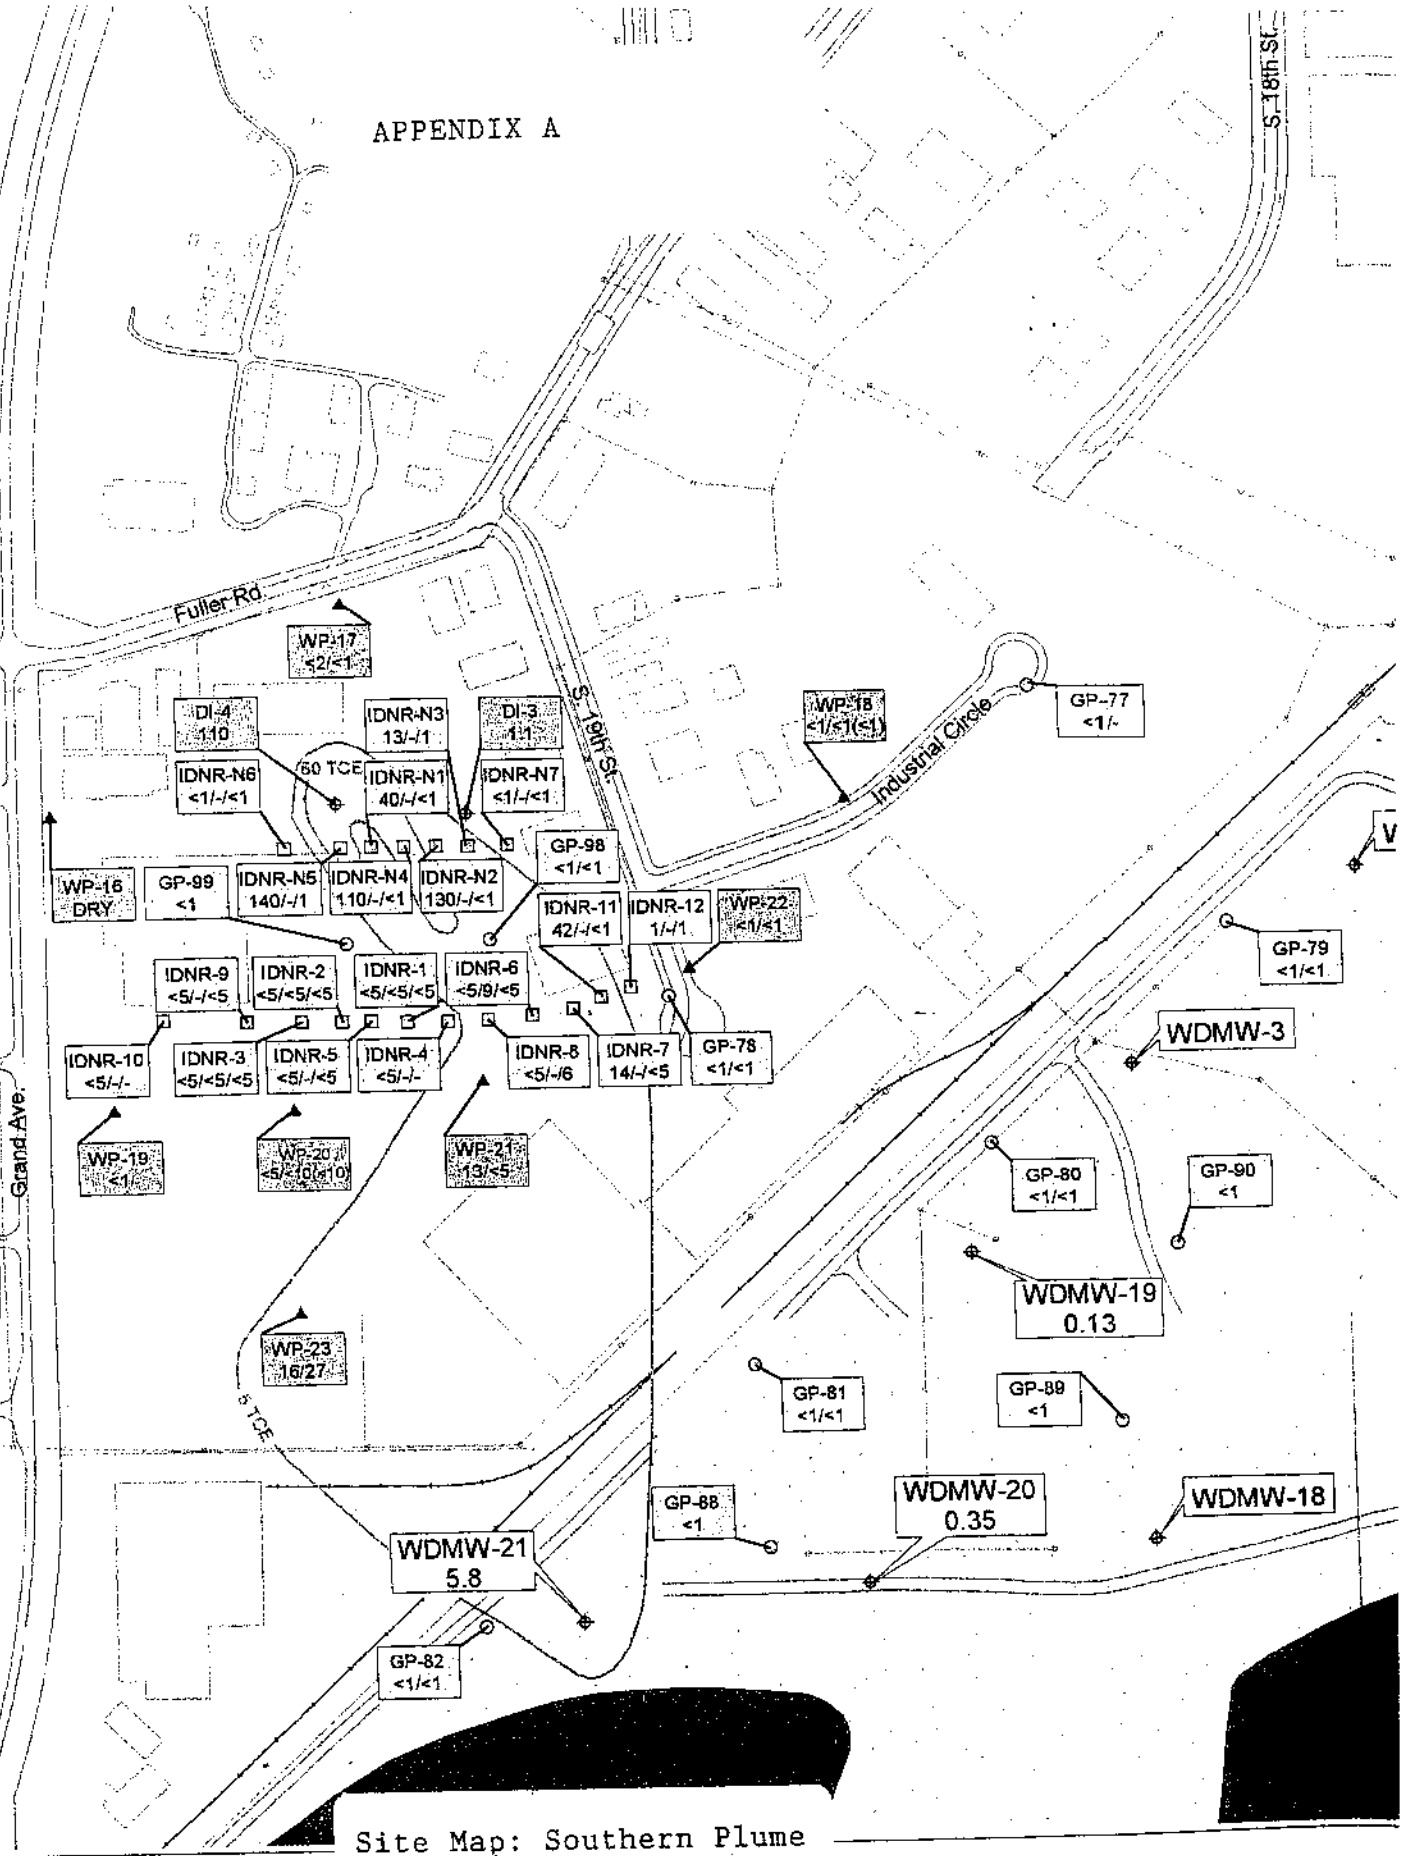 S. 18th St.
APPENDIX A
Fuller Rd.
WP-17
<2/<1
S. 19th St.
DI-4
110
IDNR-N3
13/-/1
DI-3
1.1
WP-18
<1/<1(<1)
Industrial Circle
GP-77
<1/-
IDNR-N6
<1/-/<1
IDNR-N1
40/-/<1
IDNR-N7
<1/-/<1
GP-98
<1/<1
WP-16
DRY
GP-99
<1
IDNR-N5
140/-/1
IDNR-N4
110/-/<1
IDNR-N2
130/-/<1
IDNR-11
42/-/<1
IDNR-12
1/-/1
WP-22
<1/<1
V
GP-79
<1/<1
IDNR-9
<5/-/<5
IDNR-2
<5/<5/<5
IDNR-1
<5/<5/<5
IDNR-6
<5/9/<5
WDMW-3
IDNR-10
<5/-/-
IDNR-3
<5/<5/<5
IDNR-5
<5/-/<5
IDNR-4
<5/-/-
IDNR-8
<5/-/6
IDNR-7
14/-/<5
GP-78
<1/<1
Grand Ave.
WP-19
<1
WP-20
<5/<10(<10)
WP-21
13/<5
GP-80
<1/<1
GP-90
<1
WDMW-19
0.13
WP-23
16/27
5 TCE
GP-81
<1/<1
GP-89
<1
GP-88
<1
WDMW-20
0.35
WDMW-18
WDMW-21
5.8
GP-82
<1/<1
Site Map: Southern Plume